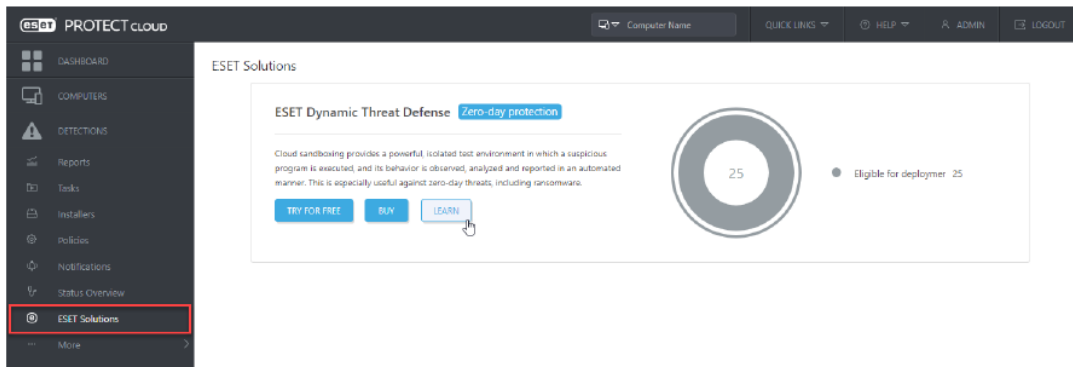 eset PROTECT CLOUD
Computer Name
QUICK LINKS
HELP
ADMIN
LOGOUT
DASHBOARD
COMPUTERS
DETECTIONS
Reports
Tasks
Installers
Policies
Notifications
Status Overview
ESET Solutions
More
ESET Solutions
ESET Dynamic Threat Defense Zero-day protection
Cloud sandboxing provides a powerful, isolated test environment in which a suspicious
program is executed, and its behavior is observed, analyzed and reported in an automated
manner. This is especially useful against zero-day threats, including ransomware.
TRY FOR FREE
BUY
LEARN
25
Eligible for deploymer 25